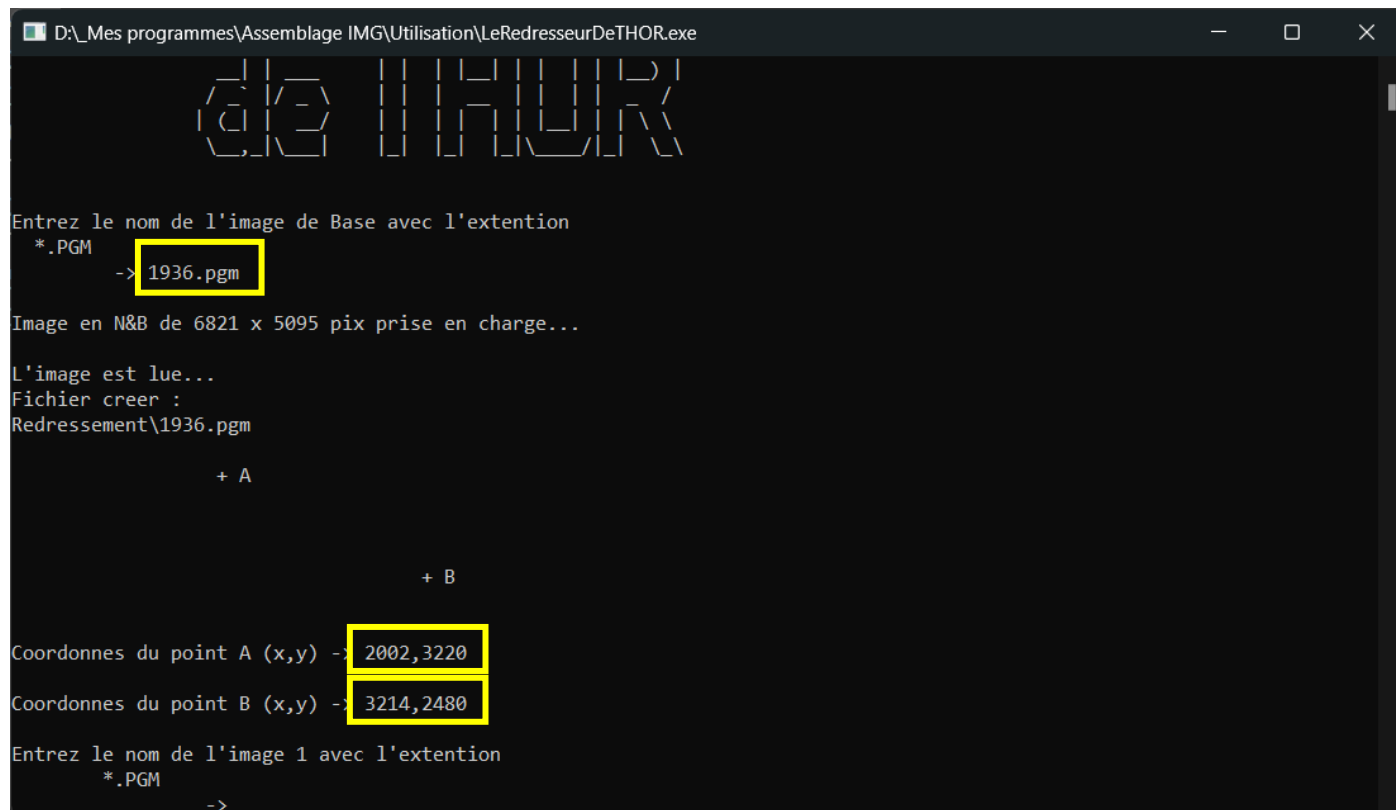 D:\_Mes programmes\Assemblage IMG\Utilisation\LeRedresseurDeTHOR.exe
de THOR
Entrez le nom de l'image de Base avec l'extention
*.PGM
-> 1936.pgm
Image en N&B de 6821 x 5095 pix prise en charge...
L'image est lue...
Fichier creer :
Redressement\1936.pgm
+ A
+ B
Coordonnes du point A (x,y) -> 2002,3220
Coordonnes du point B (x,y) -> 3214,2480
Entrez le nom de l'image 1 avec l'extention
*.PGM
->